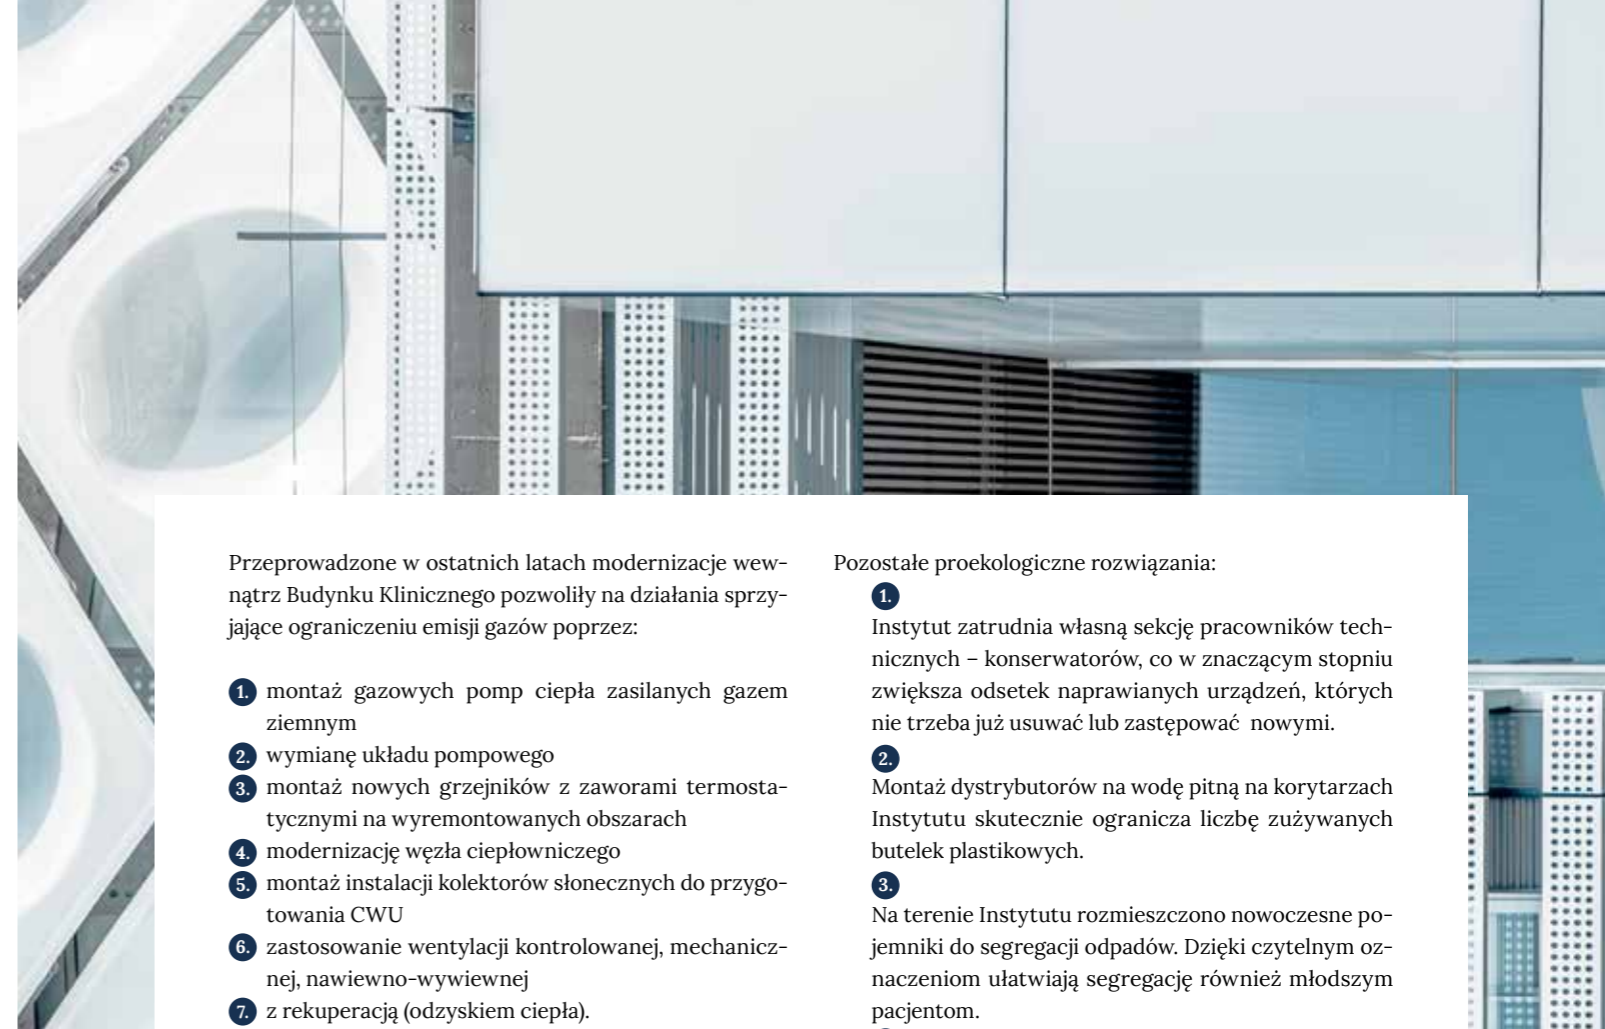 Przeprowadzone w ostatnich latach modernizacje wew-
nątrz Budynku Klinicznego pozwoliły na działania sprzy-
jające ograniczeniu emisji gazów poprzez:
1. montaż gazowych pomp ciepła zasilanych gazem
ziemnym
2. wymianę układu pompowego
3. montaż nowych grzejników z zaworami termosta-
tycznymi na wyremontowanych obszarach
4. modernizację węzła ciepłowniczego
5. montaż instalacji kolektorów słonecznych do przygo-
towania CWU
6. zastosowanie wentylacji kontrolowanej, mechanicz-
nej, nawiewno-wywiewnej
7. z rekuperacją (odzyskiem ciepła).
Pozostałe proekologiczne rozwiązania:
1.
Instytut zatrudnia własną sekcję pracowników tech-
nicznych – konserwatorów, co w znaczącym stopniu
zwiększa odsetek naprawianych urządzeń, których
nie trzeba już usuwać lub zastępować nowymi.
2.
Montaż dystrybutorów na wodę pitną na korytarzach
Instytutu skutecznie ogranicza liczbę zużywanych
butelek plastikowych.
3.
Na terenie Instytutu rozmieszczono nowoczesne po-
jemniki do segregacji odpadów. Dzięki czytelnym oz-
naczeniom ułatwiają segregację również młodszym
pacjentom.